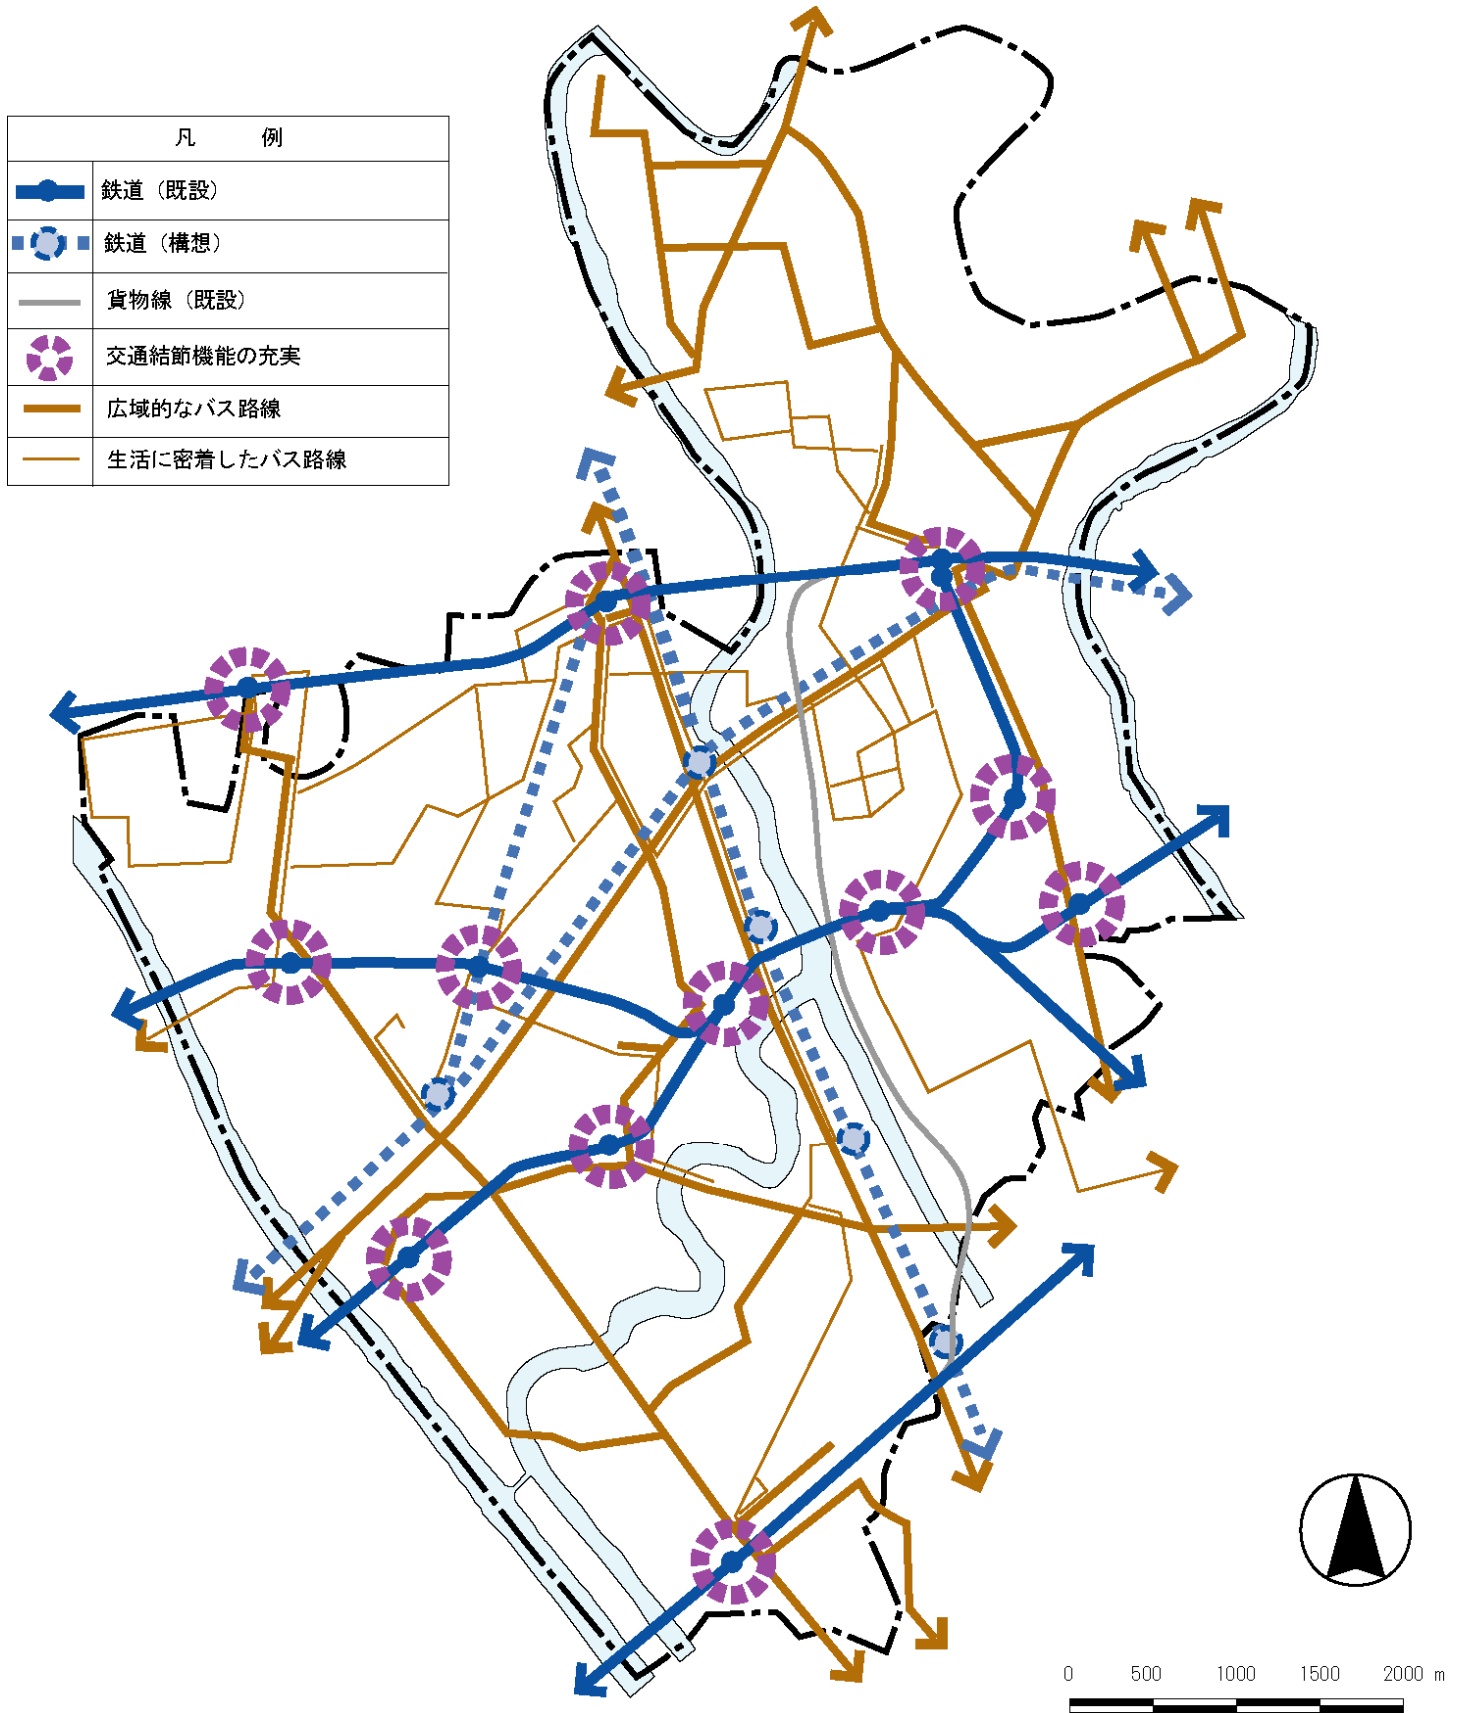 凡 例
鉄道（既設）
鉄道（構想）
貨物線（既設）
交通結節機能の充実
広域的なバス路線
生活に密着したバス路線
0 500 1000 1500 2000 m